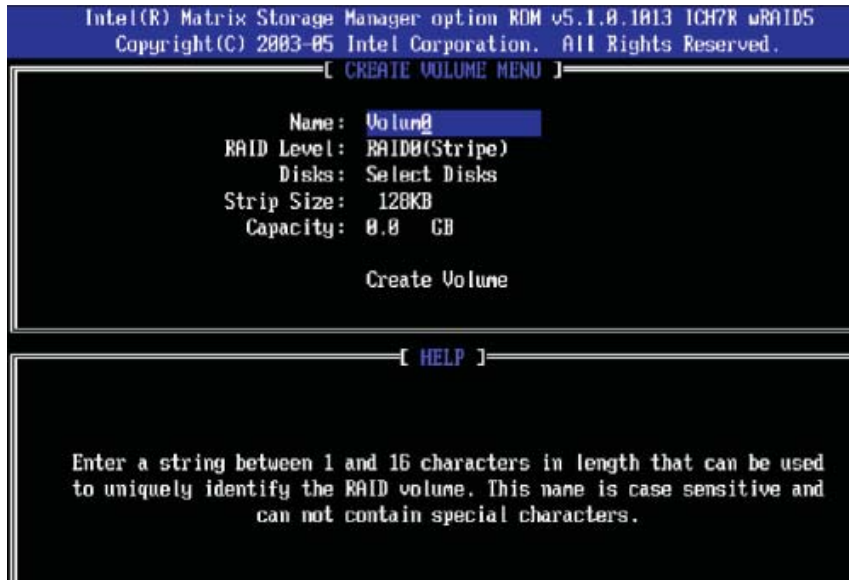 Intel(R) Matrix Storage Manager option ROM v5.1.0.1013 ICH7R wRAID5
Copyright(C) 2003-05 Intel Corporation. All Rights Reserved.
[ CREATE VOLUME MENU ]
Name: Volum0
RAID Level: RAID0(Stripe)
Disks: Select Disks
Strip Size: 128KB
Capacity: 0.0 GB
Create Volume
[ HELP ]
Enter a string between 1 and 16 characters in length that can be used
to uniquely identify the RAID volume. This name is case sensitive and
can not contain special characters.